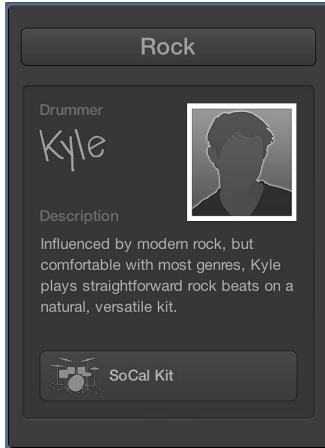 Rock
Drummer
Kyle
Description
Influenced by modern rock, but
comfortable with most genres, Kyle
plays straightforward rock beats on a
natural, versatile kit.
SoCal Kit